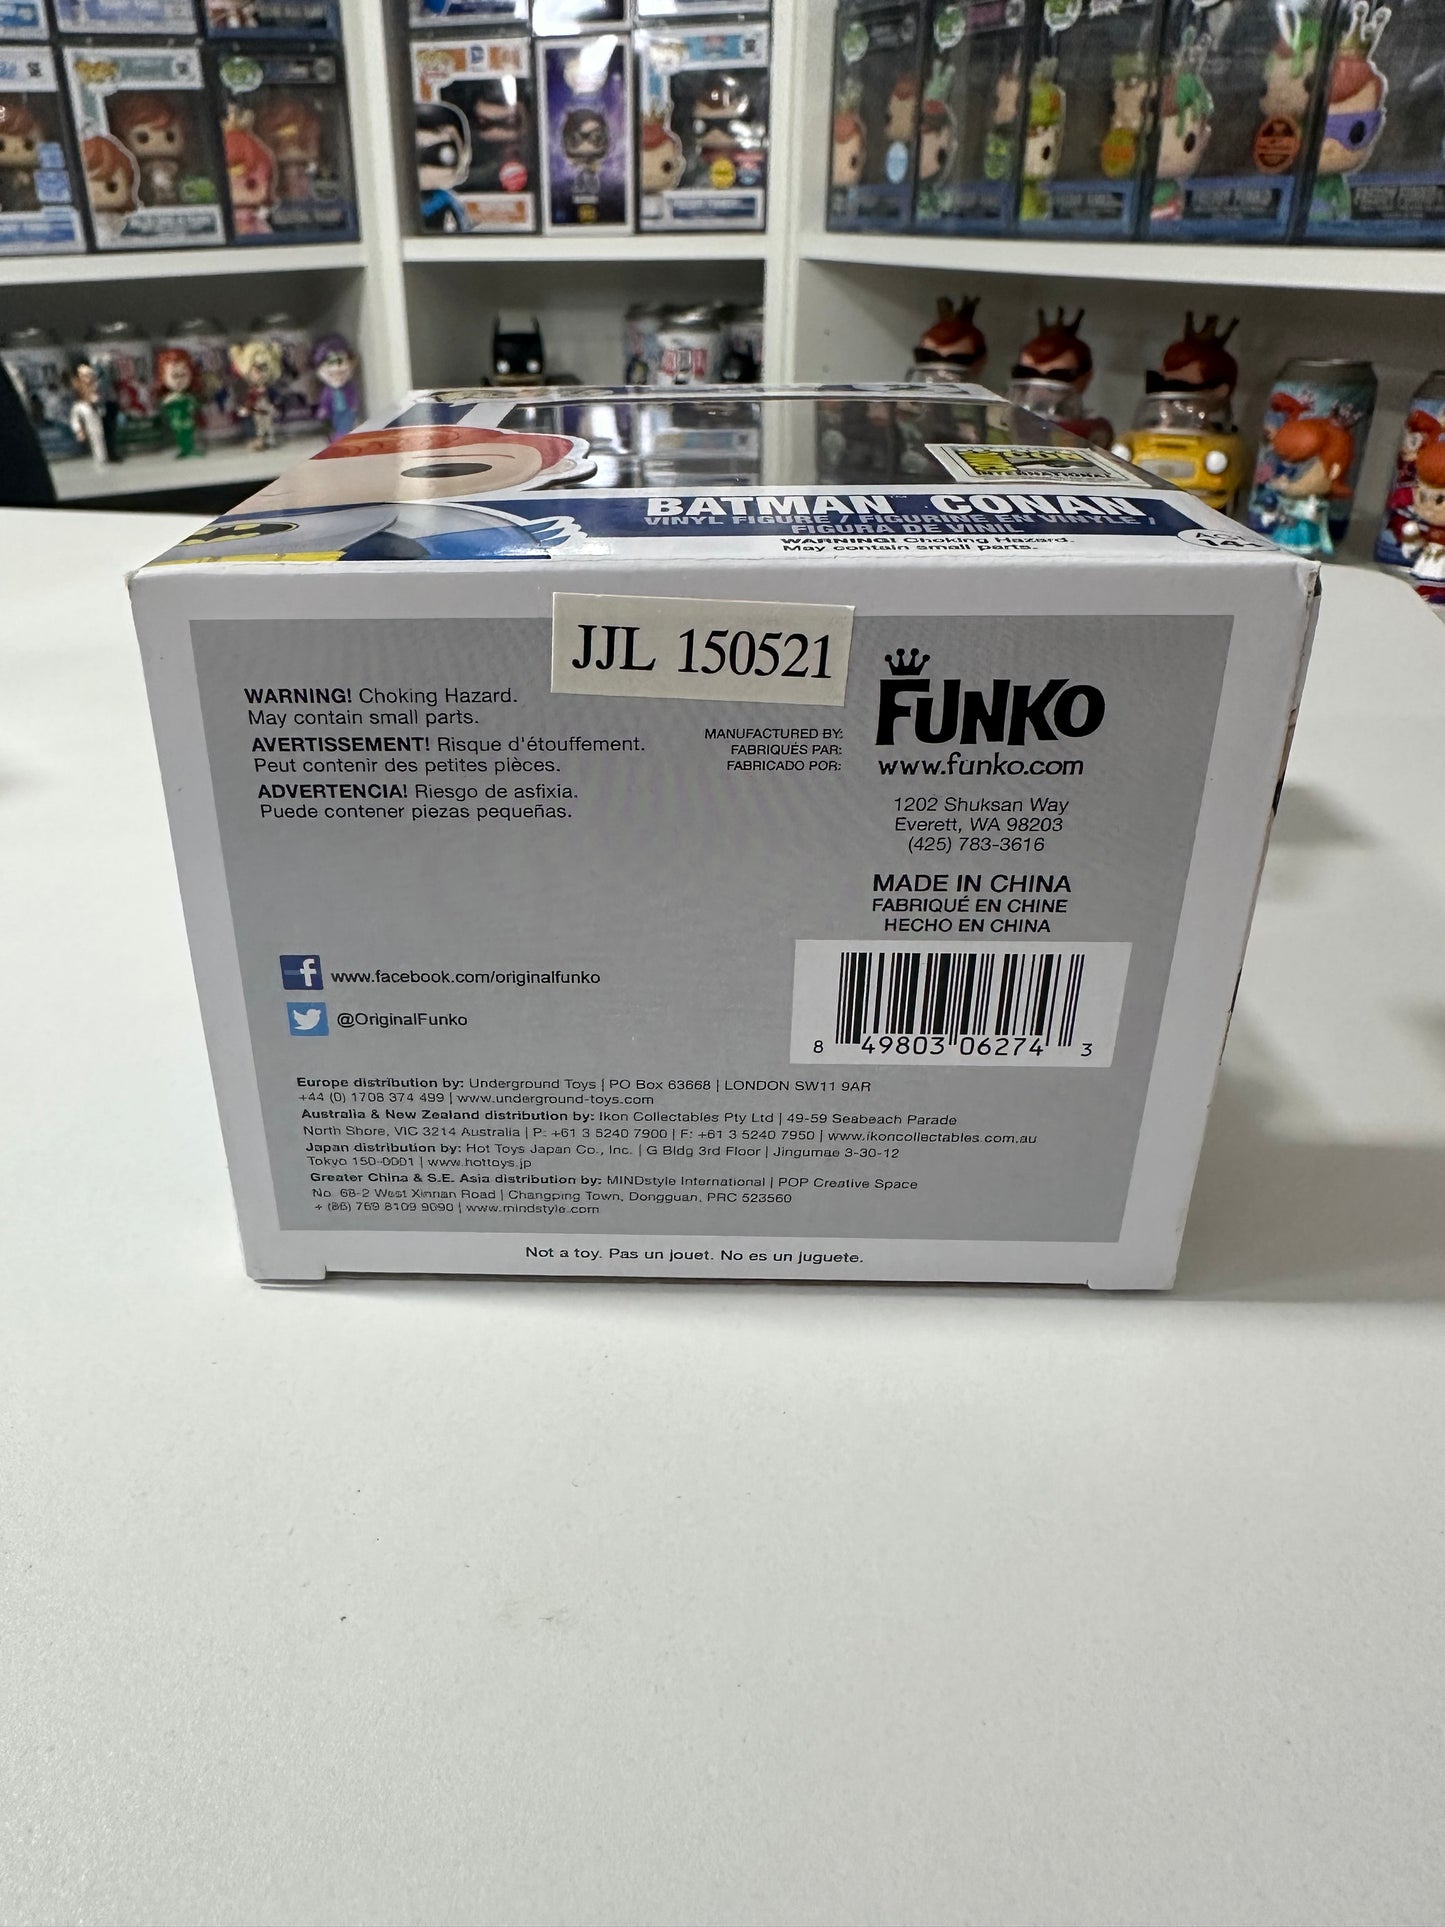 INTERNATIONAL
BATMAN™ CONAN
VINYL FIGURE / FIGURINE EN VINYLE /
FIGURA DE VINIL
WARNING! Choking Hazard.
May contain small parts.
14+
JJL 150521
WARNING! Choking Hazard.
May contain small parts.
AVERTISSEMENT! Risque d'étouffement.
Peut contenir des petites pièces.
ADVERTENCIA! Riesgo de asfixia.
Puede contener piezas pequeñas.
MANUFACTURED BY:
FABRIQUÉS PAR:
FABRICADO POR:
FUNKO
www.funko.com
1202 Shuksan Way
Everett, WA 98203
(425) 783-3616
MADE IN CHINA
FABRIQUÉ EN CHINE
HECHO EN CHINA
www.facebook.com/originalfunko
@OriginalFunko
8 49803 06274 3
Europe distribution by: Underground Toys | PO Box 63668 | LONDON SW11 9AR
+44 (0) 1708 374 499 | www.underground-toys.com
Australia & New Zealand distribution by: Ikon Collectables Pty Ltd | 49-59 Seabeach Parade
North Shore, VIC 3214 Australia | P: +61 3 5240 7900 | F: +61 3 5240 7950 | www.ikoncollectables.com.au
Japan distribution by: Hot Toys Japan Co., Inc. | G Bldg 3rd Floor | Jingumae 3-30-12
Tokyo 150-0001 | www.hottoys.jp
Greater China & S.E. Asia distribution by: MINDstyle International | POP Creative Space
No. 68-2 West Xinnan Road | Changping Town, Dongguan, PRC 523560
+ (86) 769 8109 9090 | www.mindstyle.com
Not a toy. Pas un jouet. No es un juguete.